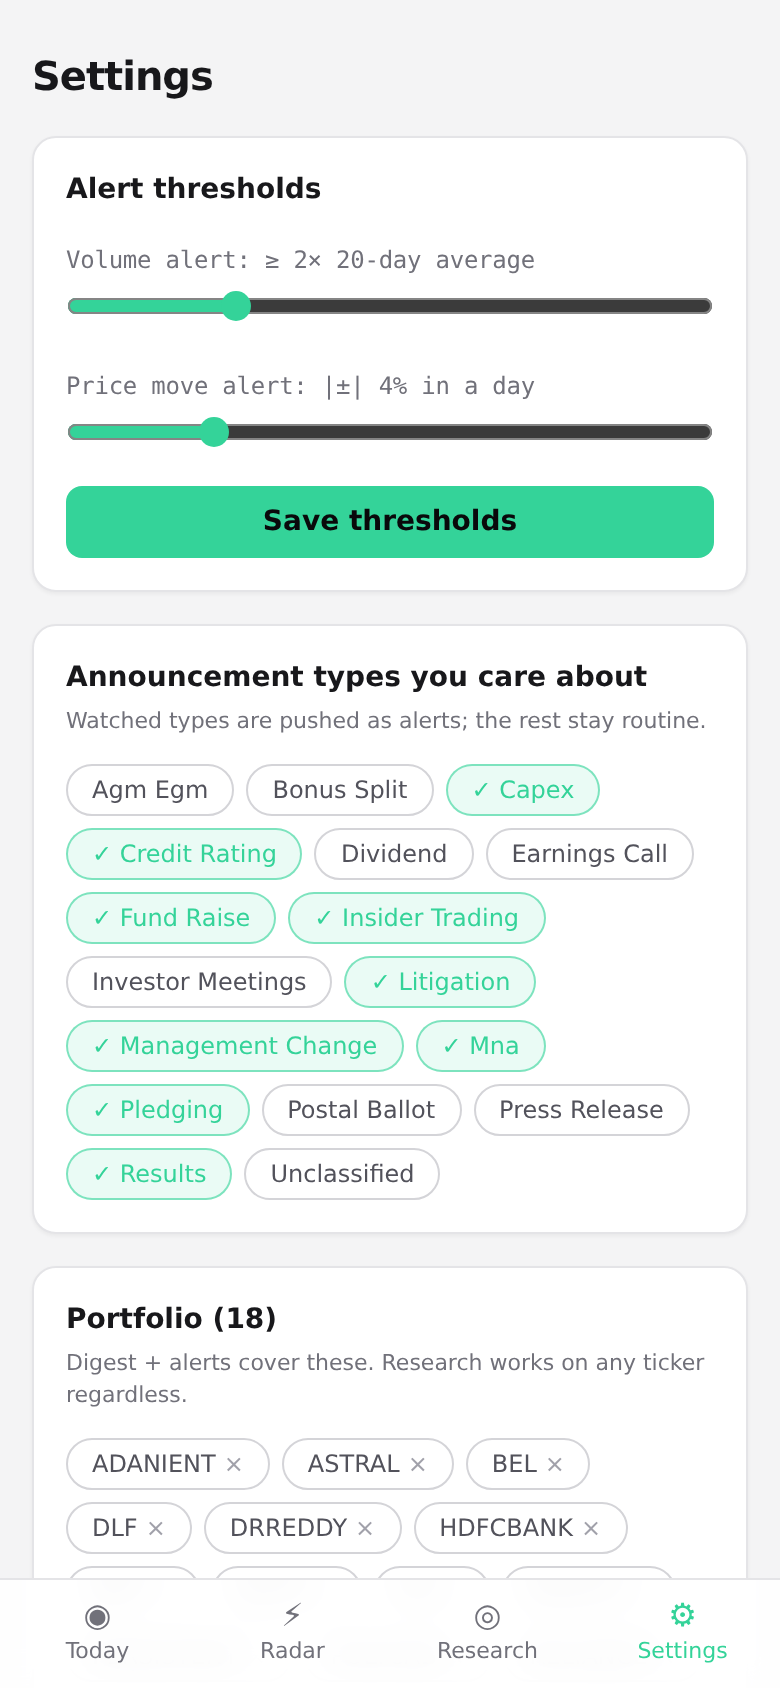 Settings
Alert thresholds
Volume alert: ≥ 2× 20-day average
Price move alert: |±| 4% in a day
Save thresholds
Announcement types you care about
Watched types are pushed as alerts; the rest stay routine.
Agm Egm Bonus Split ✓ Capex
✓ Credit Rating Dividend Earnings Call
✓ Fund Raise ✓ Insider Trading
Investor Meetings ✓ Litigation
✓ Management Change ✓ Mna
✓ Pledging Postal Ballot Press Release
✓ Results Unclassified
Portfolio (18)
Digest + alerts cover these. Research works on any ticker
regardless.
ADANIENT × ASTRAL × BEL ×
DLF × DRREDDY × HDFCBANK ×
Today Radar Research Settings